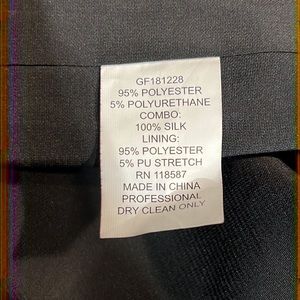 GF181228
95% POLYESTER
5% POLYURETHANE
COMBO:
100% SILK
LINING:
95% POLYESTER
5% PU STRETCH
RN 118587
MADE IN CHINA
PROFESSIONAL
DRY CLEAN ONLY